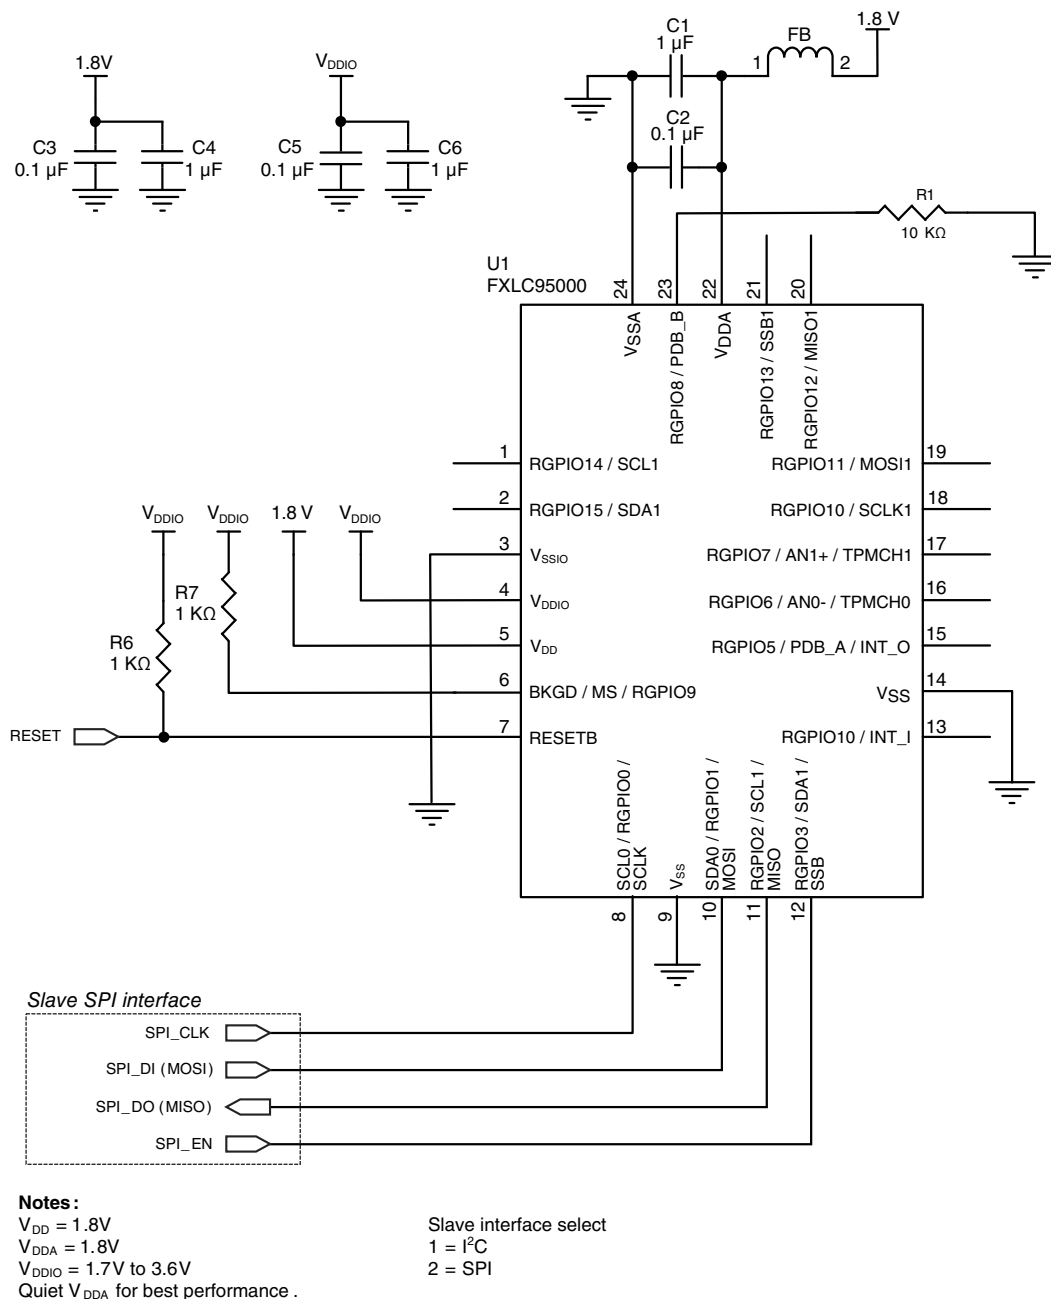 1.8V
C3
0.1 µF
C4
1 µF
VDDIO
C5
0.1 µF
C6
1 µF
C1
1 µF
C2
0.1 µF
1
FB
2
1.8 V
R1
10 KΩ
U1
FXLC95000
24
23
22
21
20
VSSA
RGPIO8 / PDB_B
VDDA
RGPIO13 / SSB1
RGPIO12 / MISO1
1
RGPIO14 / SCL1
2
RGPIO15 / SDA1
3
VSSIO
4
VDDIO
5
VDD
6
BKGD / MS / RGPIO9
7
RESETB
RGPIO11 / MOSI1
19
RGPIO10 / SCLK1
18
RGPIO7 / AN1+ / TPMCH1
17
RGPIO6 / AN0- / TPMCH0
16
RGPIO5 / PDB_A / INT_O
15
VSS
14
RGPIO10 / INT_I
13
VDDIO
VDDIO
1.8 V
VDDIO
R7
1 KΩ
R6
1 KΩ
RESET
SCL0 / RGPIO0 /
SCLK
VSS
SDA0 / RGPIO1 /
MOSI
RGPIO2 / SCL1 /
MISO
RGPIO3 / SDA1 /
SSB
8
9
10
11
12
Slave SPI interface
SPI_CLK
SPI_DI (MOSI)
SPI_DO (MISO)
SPI_EN
Notes:
VDD = 1.8V
VDDA = 1.8V
VDDIO = 1.7V to 3.6V
Quiet VDDA for best performance .
Slave interface select
1 = I²C
2 = SPI